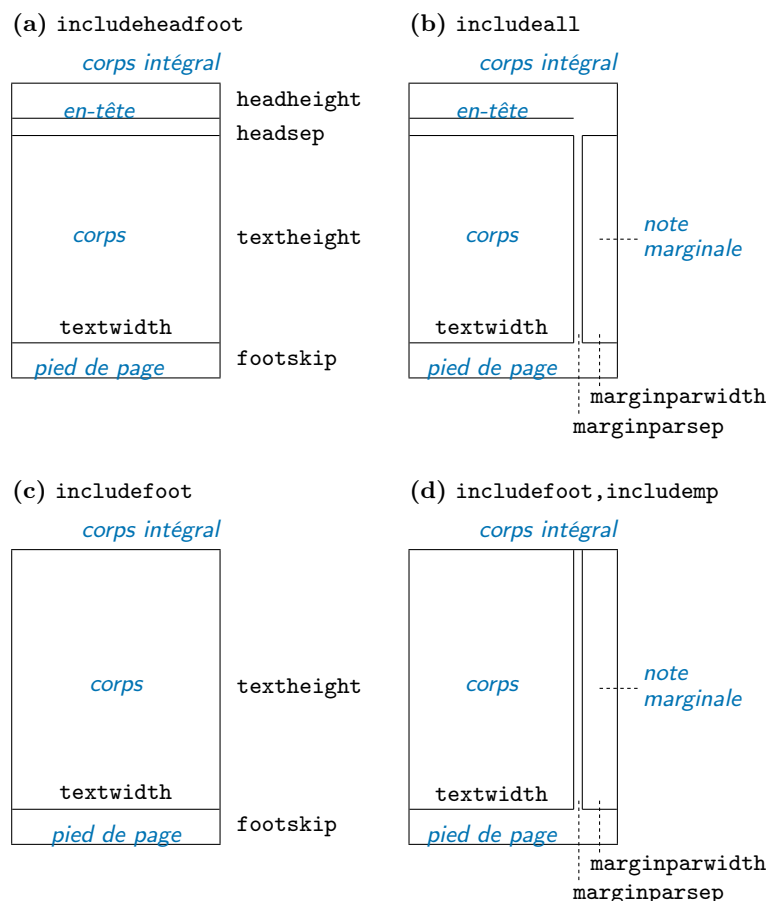 (a) includeheadfoot
corps intégral
en-tête
headheight
headsep
corps
textheight
textwidth
pied de page
footskip
(b) includeall
corps intégral
en-tête
corps
note
marginale
textwidth
pied de page
marginparwidth
marginparsep
(c) includefoot
corps intégral
corps
textheight
textwidth
pied de page
footskip
(d) includefoot,includemp
corps intégral
corps
note
marginale
textwidth
pied de page
marginparwidth
marginparsep